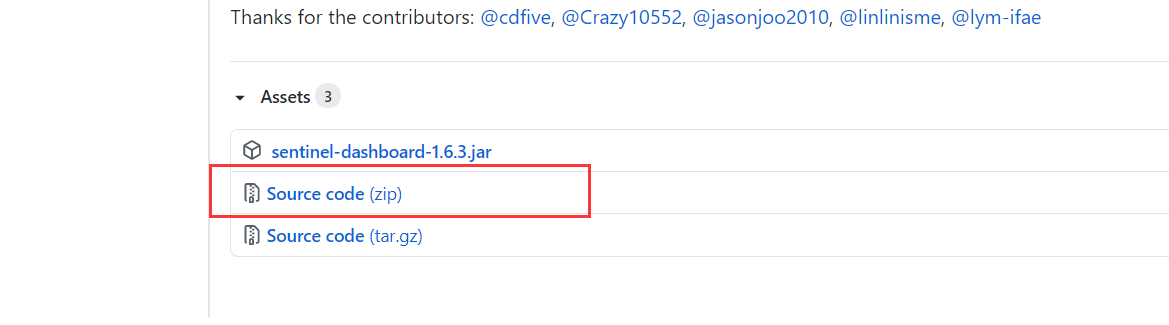 Thanks for the contributors: @cdfive, @Crazy10552, @jasonjoo2010, @linlinisme, @lym-ifae
Assets 3
sentinel-dashboard-1.6.3.jar
Source code (zip)
Source code (tar.gz)